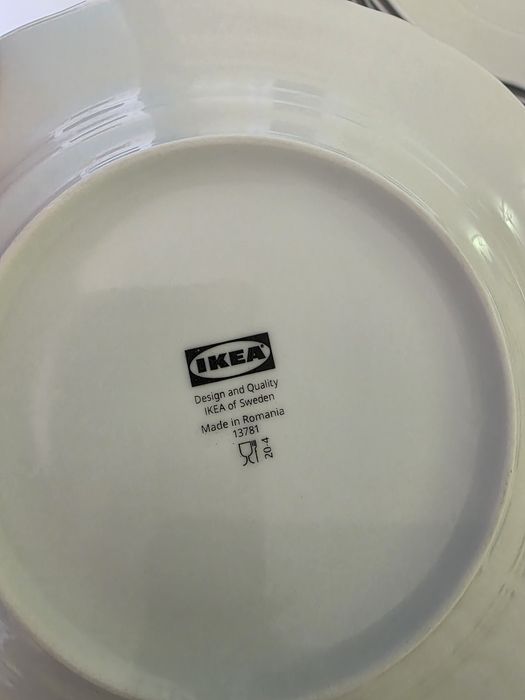 IKEA
Design and Quality
IKEA of Sweden
Made in Romania
13781
20-4